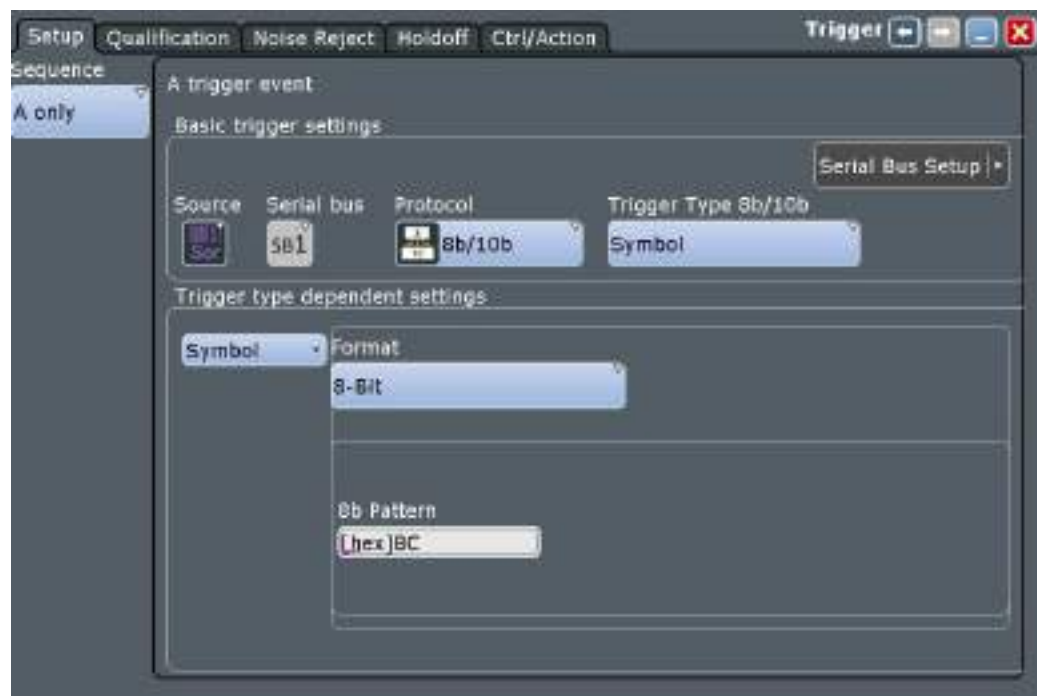 Setup Qualification Noise Reject Holdoff Ctrl/Action Trigger
Sequence
A only
A trigger event
Basic trigger settings
Serial Bus Setup
Source Serial bus Protocol Trigger Type 8b/10b
Ser SB1 8b/10b Symbol
Trigger type dependent settings
Symbol Format
8-Bit
8b Pattern
[hex]BC